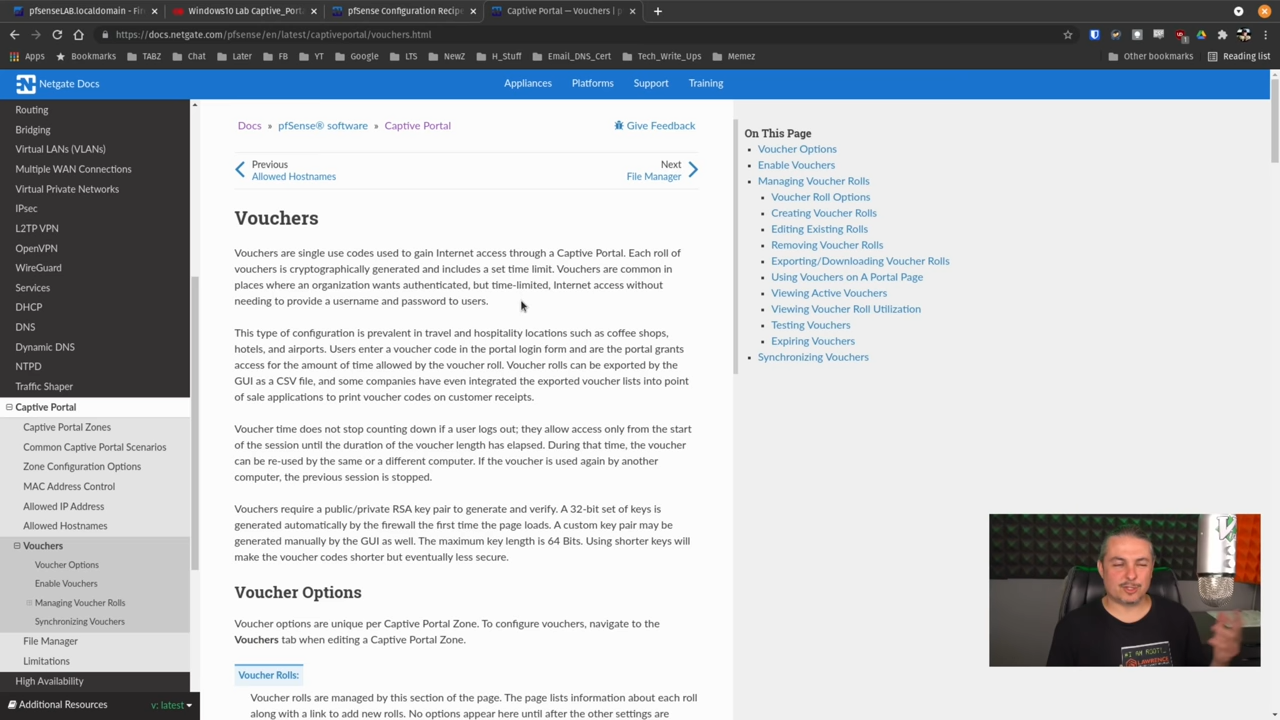 pfsenseLAB.localdomain - Fire
Windows10 Lab Captive_Porta
pfSense Configuration Recipe
Captive Portal — Vouchers | p
https://docs.netgate.com/pfsense/en/latest/captiveportal/vouchers.html
Apps
Bookmarks
TABZ
Chat
Later
FB
YT
Google
LTS
NewZ
H_Stuff
Email_DNS_Cert
Tech_Write_Ups
Memez
Other bookmarks
Reading list
Netgate Docs
Appliances
Platforms
Support
Training
Routing
Bridging
Virtual LANs (VLANs)
Multiple WAN Connections
Virtual Private Networks
IPsec
L2TP VPN
OpenVPN
WireGuard
Services
DHCP
DNS
Dynamic DNS
NTPD
Traffic Shaper
Captive Portal
Captive Portal Zones
Common Captive Portal Scenarios
Zone Configuration Options
MAC Address Control
Allowed IP Address
Allowed Hostnames
Vouchers
Voucher Options
Enable Vouchers
Managing Voucher Rolls
Synchronizing Vouchers
File Manager
Limitations
High Availability
Additional Resources
v: latest
Docs » pfSense® software » Captive Portal
Give Feedback
Previous
Allowed Hostnames
Next
File Manager
Vouchers
Vouchers are single use codes used to gain Internet access through a Captive Portal. Each roll of
vouchers is cryptographically generated and includes a set time limit. Vouchers are common in
places where an organization wants authenticated, but time-limited, Internet access without
needing to provide a username and password to users.
This type of configuration is prevalent in travel and hospitality locations such as coffee shops,
hotels, and airports. Users enter a voucher code in the portal login form and are the portal grants
access for the amount of time allowed by the voucher roll. Voucher rolls can be exported by the
GUI as a CSV file, and some companies have even integrated the exported voucher lists into point
of sale applications to print voucher codes on customer receipts.
Voucher time does not stop counting down if a user logs out; they allow access only from the start
of the session until the duration of the voucher length has elapsed. During that time, the voucher
can be re-used by the same or a different computer. If the voucher is used again by another
computer, the previous session is stopped.
Vouchers require a public/private RSA key pair to generate and verify. A 32-bit set of keys is
generated automatically by the firewall the first time the page loads. A custom key pair may be
generated manually by the GUI as well. The maximum key length is 64 Bits. Using shorter keys will
make the voucher codes shorter but eventually less secure.
Voucher Options
Voucher options are unique per Captive Portal Zone. To configure vouchers, navigate to the
Vouchers tab when editing a Captive Portal Zone.
Voucher Rolls:
Voucher rolls are managed by this section of the page. The page lists information about each roll
along with a link to add new rolls. No options appear here until after the other settings are
On This Page
Voucher Options
Enable Vouchers
Managing Voucher Rolls
Voucher Roll Options
Creating Voucher Rolls
Editing Existing Rolls
Removing Voucher Rolls
Exporting/Downloading Voucher Rolls
Using Vouchers on A Portal Page
Viewing Active Vouchers
Viewing Voucher Roll Utilization
Testing Vouchers
Expiring Vouchers
Synchronizing Vouchers
I AM ROOT!
LAWRENCE